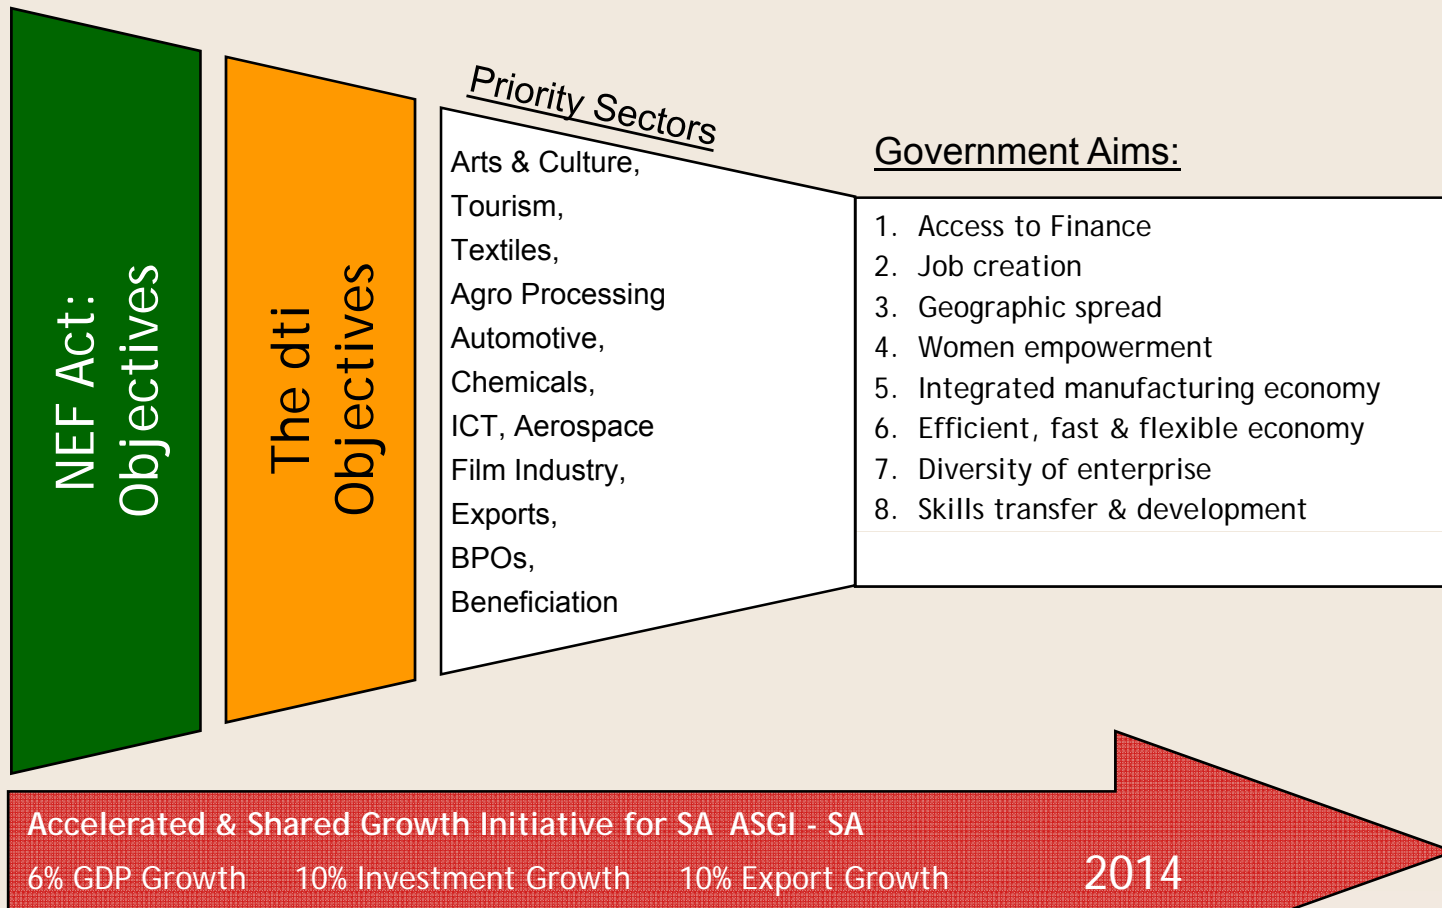 NEF Act:
Objectives
The dti
Objectives
Priority Sectors
Arts & Culture,
Tourism,
Textiles,
Agro Processing
Automotive,
Chemicals,
ICT, Aerospace
Film Industry,
Exports,
BPOs,
Beneficiation
Government Aims:
1. Access to Finance
2. Job creation
3. Geographic spread
4. Women empowerment
5. Integrated manufacturing economy
6. Efficient, fast & flexible economy
7. Diversity of enterprise
8. Skills transfer & development
Accelerated & Shared Growth Initiative for SA ASGI - SA
6% GDP Growth 10% Investment Growth 10% Export Growth 2014